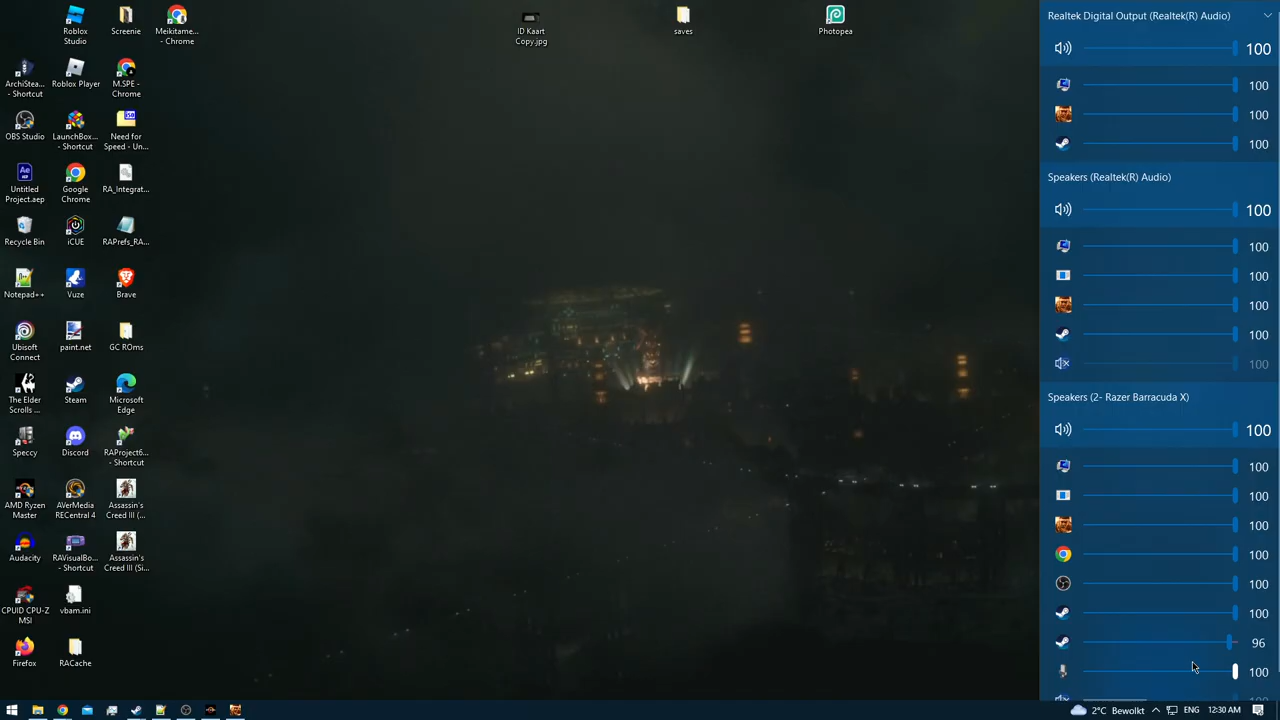 Roblox
Studio
Screenie
Meikitame...
- Chrome
ID Kaart
Copy.jpg
saves
Photopea
ArchiStea...
- Shortcut
Roblox Player
M.SPE -
Chrome
OBS Studio
LaunchBox...
- Shortcut
Need for
Speed - Un...
Untitled
Project.aep
Google
Chrome
RA_Integrat...
Recycle Bin
iCUE
RAPrefs_RA...
Notepad++
Vuze
Brave
Ubisoft
Connect
paint.net
GC ROms
The Elder
Scrolls ...
Steam
Microsoft
Edge
Speccy
Discord
RAProject6...
- Shortcut
AMD Ryzen
Master
AVerMedia
RECentral 4
Assassin's
Creed III (...
Audacity
RAVisualBo...
- Shortcut
Assassin's
Creed III (Si...
CPUID CPU-Z
MSI
vbam.ini
Firefox
RACache
Realtek Digital Output (Realtek(R) Audio)
100
100
100
100
Speakers (Realtek(R) Audio)
100
100
100
100
100
100
Speakers (2- Razer Barracuda X)
100
100
100
100
100
100
100
96
100
2°C Bewolkt
ENG
12:30 AM